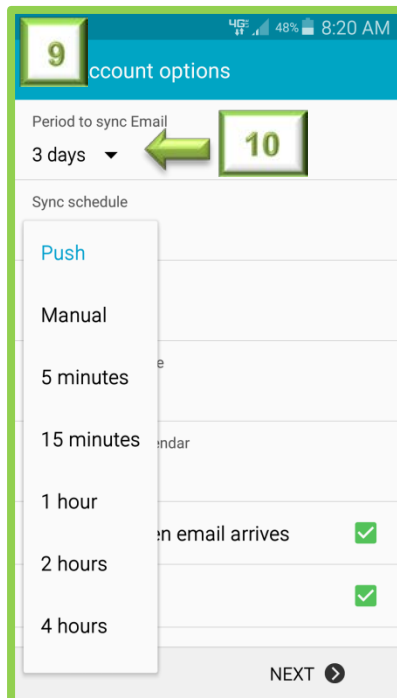 4G 48% 8:20 AM
9
ccount options
Period to sync Email
3 days
10
Sync schedule
Push
Manual
5 minutes
e
15 minutes
endar
1 hour
en email arrives
2 hours
4 hours
NEXT